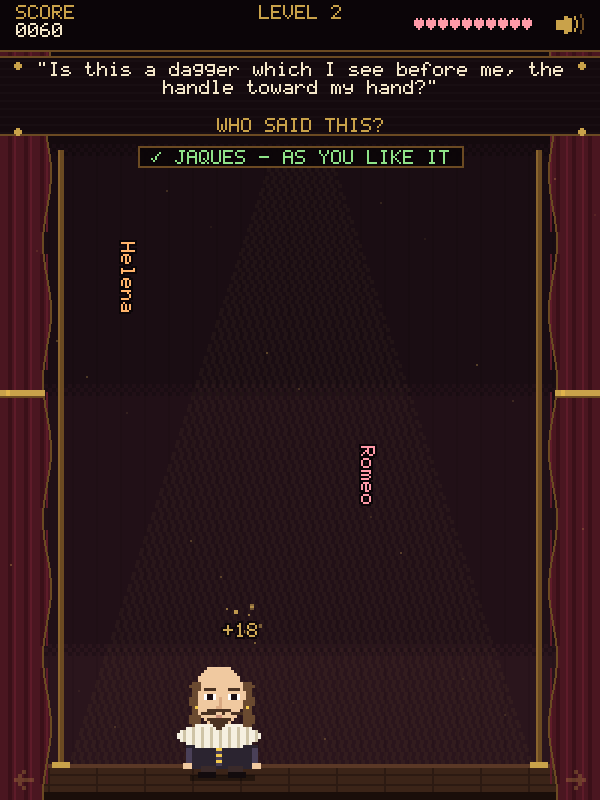 SCORE
0060
LEVEL 2
"Is this a dagger which I see before me, the
handle toward my hand?"
WHO SAID THIS?
✓ JAQUES – AS YOU LIKE IT
Helena
Romeo
+18